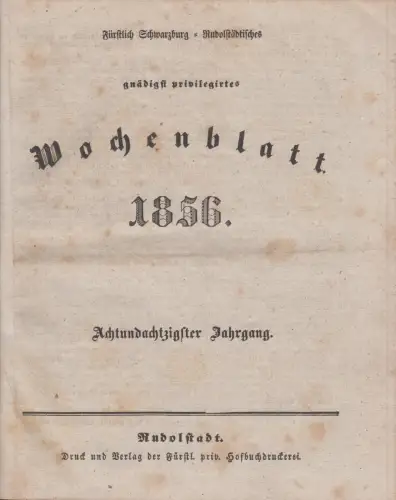 Fürstlich Schwarzburg = Rudolstädtisches
gnädigst privilegirtes
Wochenblatt.
1856.
Achtundachtzigster Jahrgang.
Rudolstadt.
Druck und Verlag der Fürstl. priv. Hofbuchdruckerei.